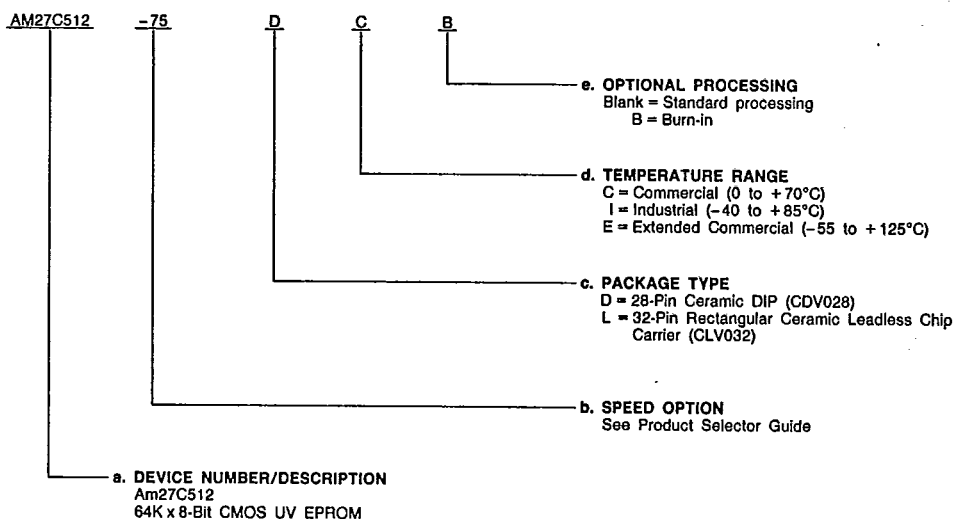 AM27C512 -75 D C B
e. OPTIONAL PROCESSING
Blank = Standard processing
B = Burn-in
d. TEMPERATURE RANGE
C = Commercial (0 to +70°C)
I = Industrial (-40 to +85°C)
E = Extended Commercial (-55 to +125°C)
c. PACKAGE TYPE
D = 28-Pin Ceramic DIP (CDV028)
L = 32-Pin Rectangular Ceramic Leadless Chip
Carrier (CLV032)
b. SPEED OPTION
See Product Selector Guide
a. DEVICE NUMBER/DESCRIPTION
Am27C512
64K x 8-Bit CMOS UV EPROM